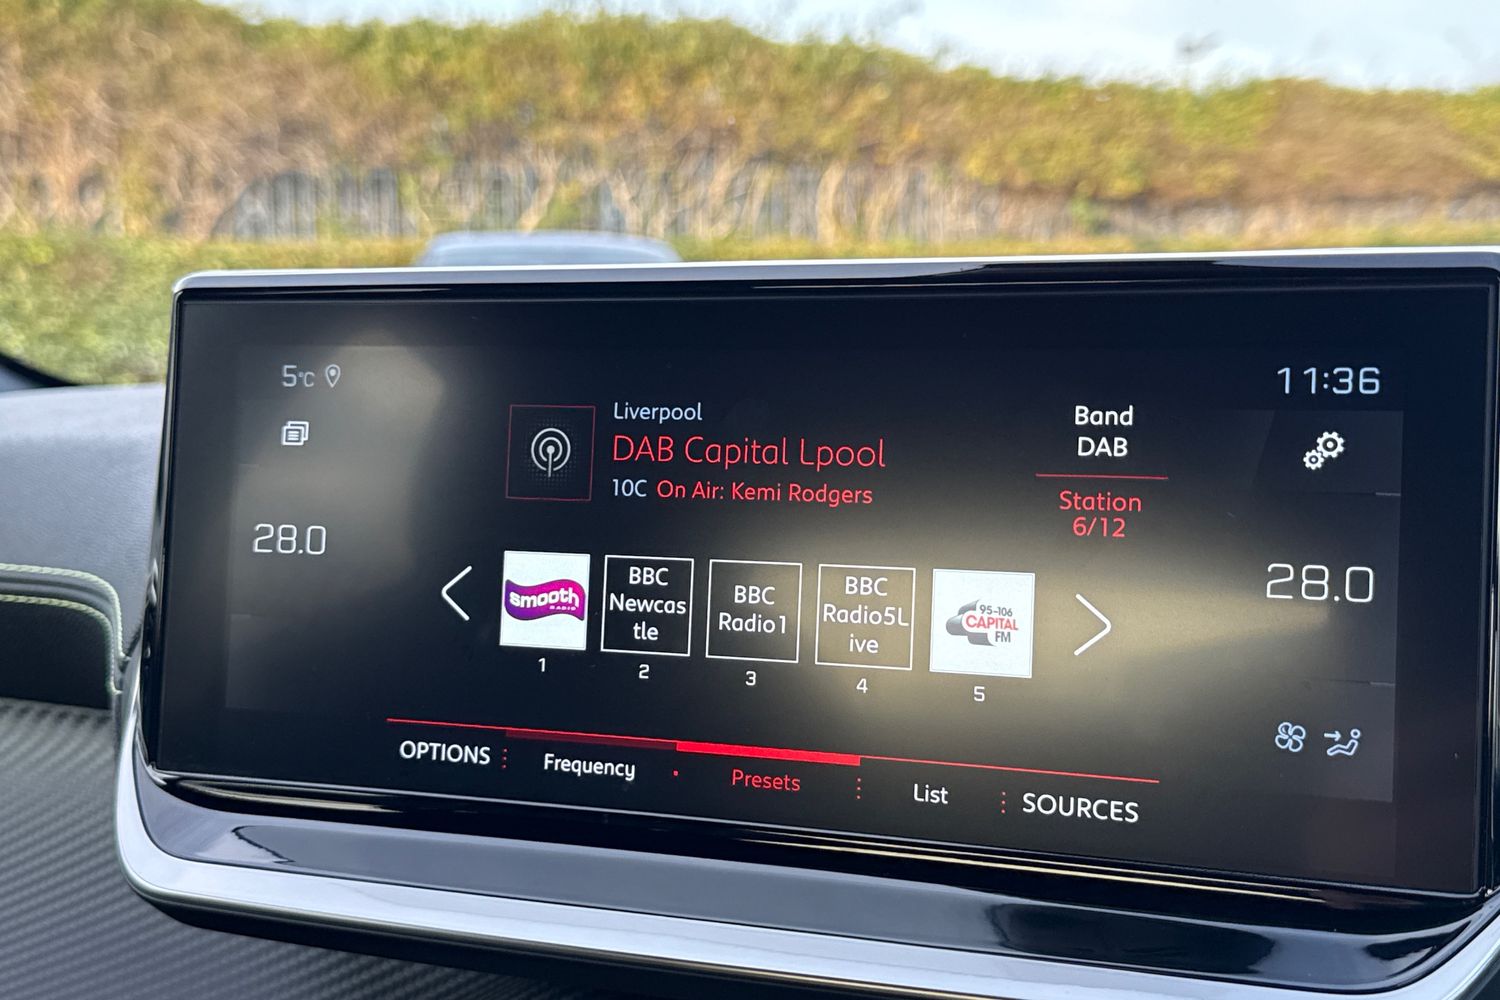 5°C
11:36
Liverpool
DAB Capital Lpool
10C On Air: Kemi Rodgers
Band
DAB
Station
6/12
28.0
28.0
smooth
RADIO
BBC
Newcas
tle
BBC
Radio1
BBC
Radio5L
ive
95-106
CAPITAL
FM
1
2
3
4
5
OPTIONS
Frequency
Presets
List
SOURCES